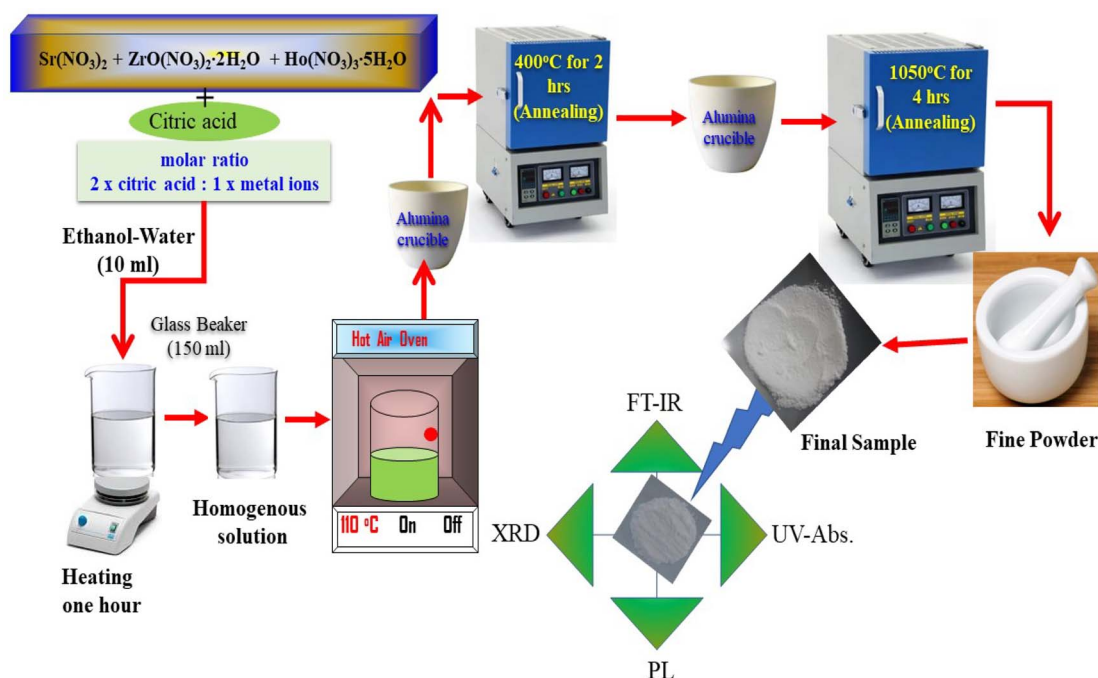 Sr(NO₃)₂ + ZrO(NO₃)₂·2H₂O + Ho(NO₃)₃·5H₂O
+
Citric acid
molar ratio
2 x citric acid : 1 x metal ions
Ethanol-Water
(10 ml)
Glass Beaker
(150 ml)
Heating
one hour
Homogenous
solution
Hot Air Oven
110 °C On Off
Alumina
crucible
400°C for 2
hrs
(Annealing)
Alumina
crucible
1050°C for
4 hrs
(Annealing)
Fine Powder
Final Sample
FT-IR
XRD
UV-Abs.
PL